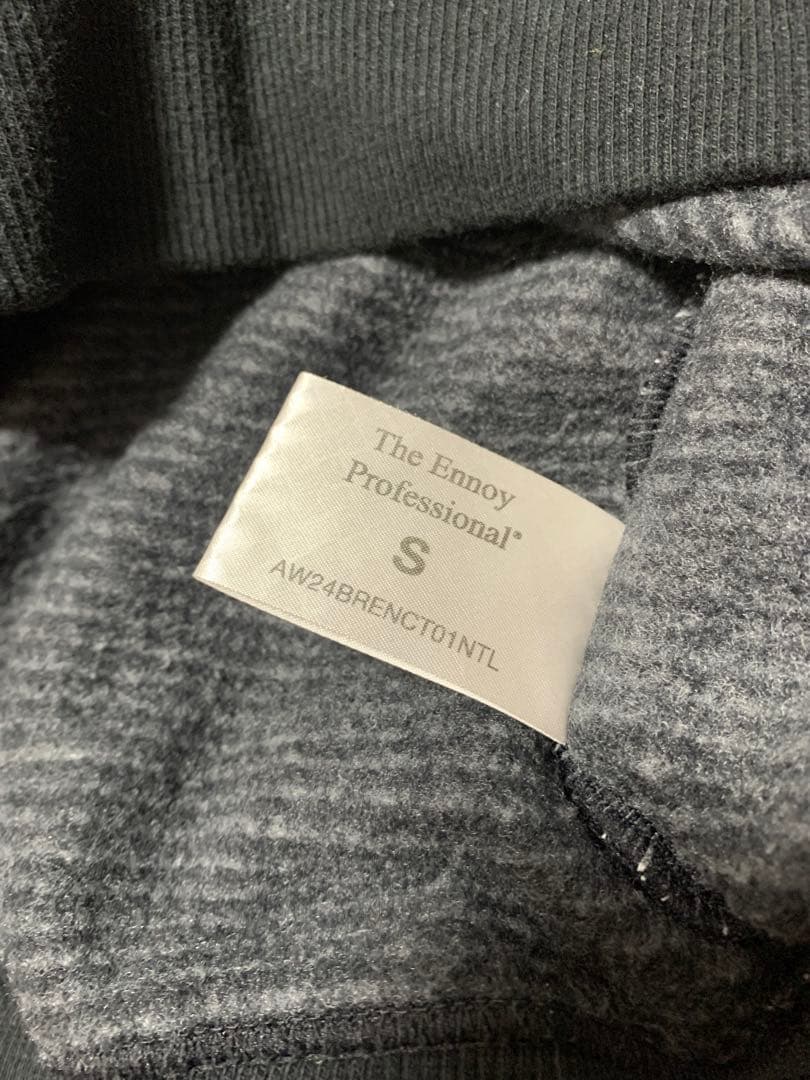 The Ennoy
Professional®
S
AW24BRENCT01NTL